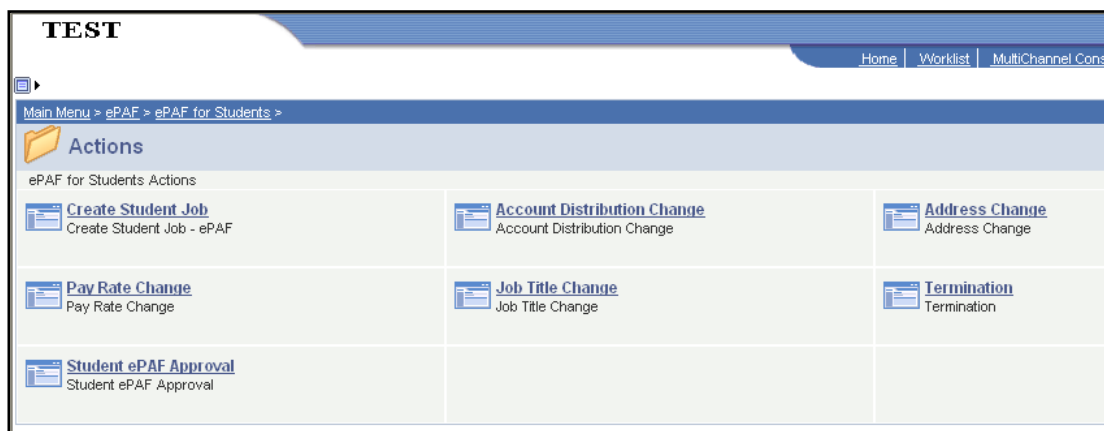 TEST
Home Worklist MultiChannel Cons
Main Menu > ePAF > ePAF for Students >
Actions
ePAF for Students Actions
Create Student Job
Create Student Job - ePAF
Account Distribution Change
Account Distribution Change
Address Change
Address Change
Pay Rate Change
Pay Rate Change
Job Title Change
Job Title Change
Termination
Termination
Student ePAF Approval
Student ePAF Approval